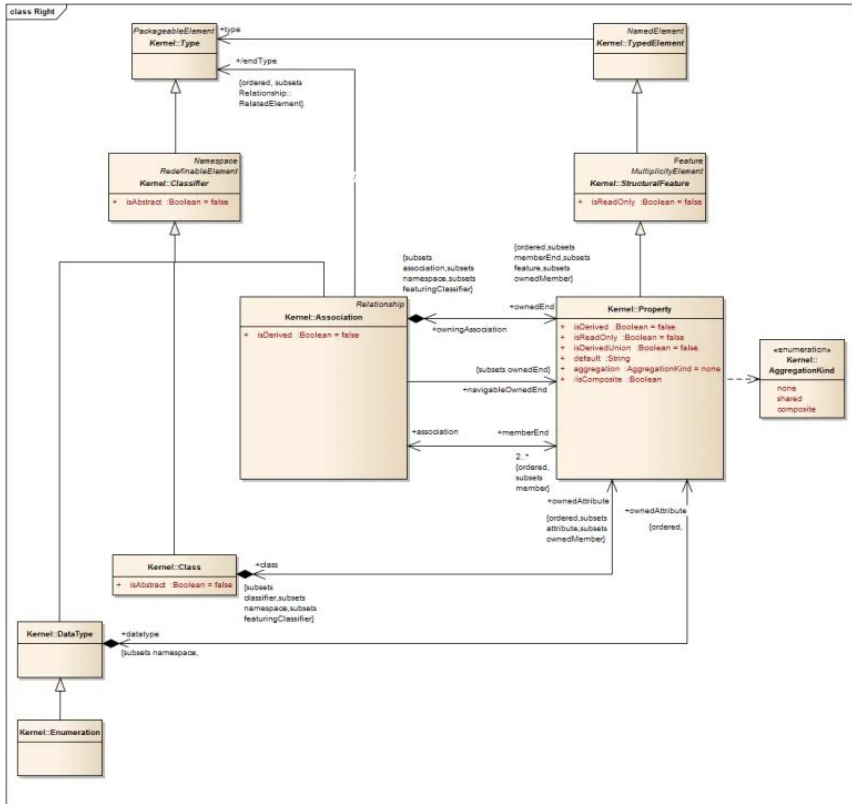 class Right
PackageableElement
Kernel::Type
+type
NamedElement
Kernel::TypedElement
+/endType
{ordered, subsets
Relationship::
RelatedElement}
Namespace
RedefinableElement
Kernel::Classifier
+ isAbstract :Boolean = false
/
Feature
MultiplicityElement
Kernel::StructuralFeature
+ isReadOnly :Boolean = false
{subsets
association,subsets
namespace,subsets
featuringClassifier}
{ordered,subsets
memberEnd,subsets
feature,subsets
ownedMember}
Relationship
Kernel::Association
+ isDerived :Boolean = false
+ownedEnd
+owningAssociation
{subsets ownedEnd}
+navigableOwnedEnd
+association
+memberEnd
2..*
{ordered,
subsets
member}
Kernel::Property
+ isDerived :Boolean = false
+ isReadOnly :Boolean = false
+ isDerivedUnion :Boolean = false
+ default :String
+ aggregation :AggregationKind = none
+ /isComposite :Boolean
«enumeration»
Kernel::
AggregationKind
none
shared
composite
+ownedAttribute
{ordered,subsets
attribute,subsets
ownedMember}
+ownedAttribute
{ordered,
Kernel::Class
+ isAbstract :Boolean = false
+class
{subsets
classifier,subsets
namespace,subsets
featuringClassifier}
Kernel::DataType
+datatype
{subsets namespace,
Kernel::Enumeration